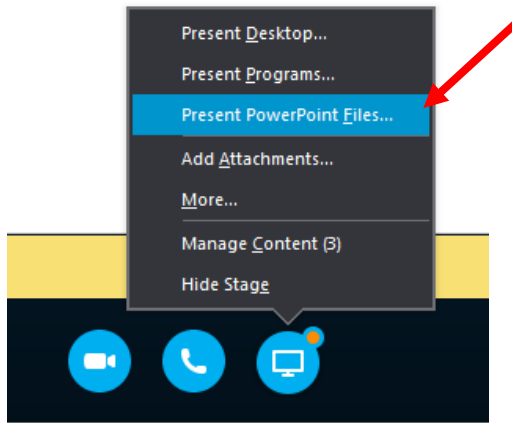 Present Desktop...
Present Programs...
Present PowerPoint Files...
Add Attachments...
More...
Manage Content (3)
Hide Stage